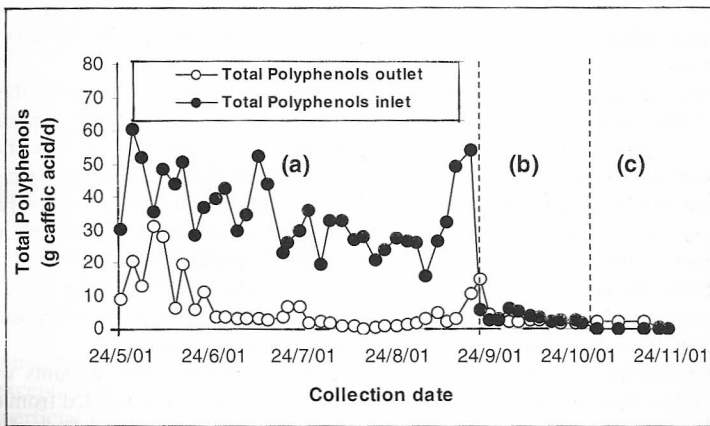 Total Polyphenols outlet
Total Polyphenols inlet
Total Polyphenols
(g caffeic acid/d)
80
70
60
50
40
30
20
10
0
(a)
(b)
(c)
24/5/01
24/6/01
24/7/01
24/8/01
24/9/01
24/10/01
24/11/01
Collection date